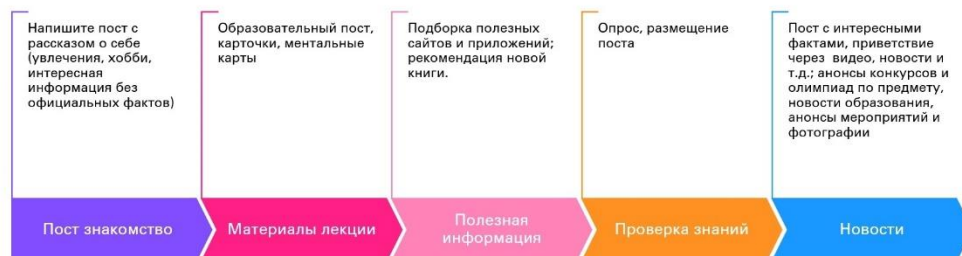 Напишите пост с
рассказом о себе
(увлечения, хобби,
интересная
информация без
официальных фактов)
Образовательный пост,
карточки, ментальные
карты
Подборка полезных
сайтов и приложений;
рекомендация новой
книги.
Опрос, размещение
поста
Пост с интересными
фактами, приветствие
через видео, новости и
т.д.; анонсы конкурсов и
олимпиад по предмету,
новости образования,
анонсы мероприятий и
фотографии
Пост знакомство
Материалы лекции
Полезная
информация
Проверка знаний
Новости